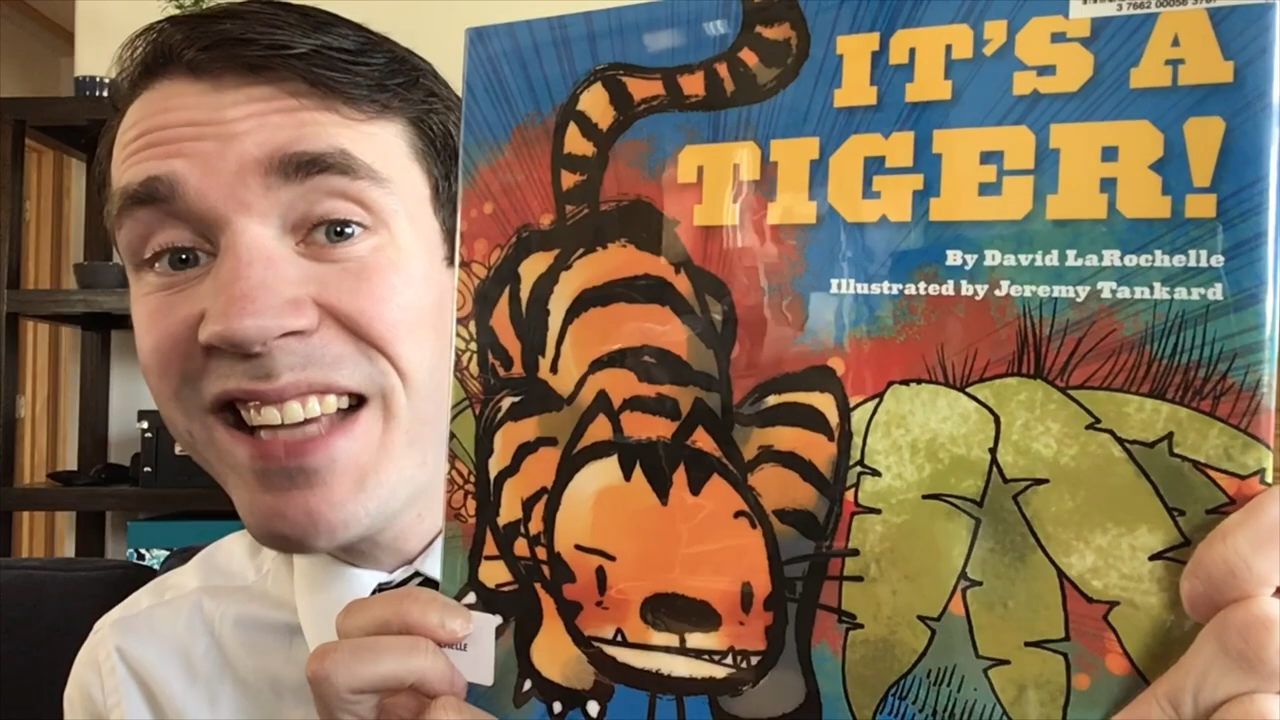 IT'S A
TIGER!
By David LaRochelle
Illustrated by Jeremy Tankard